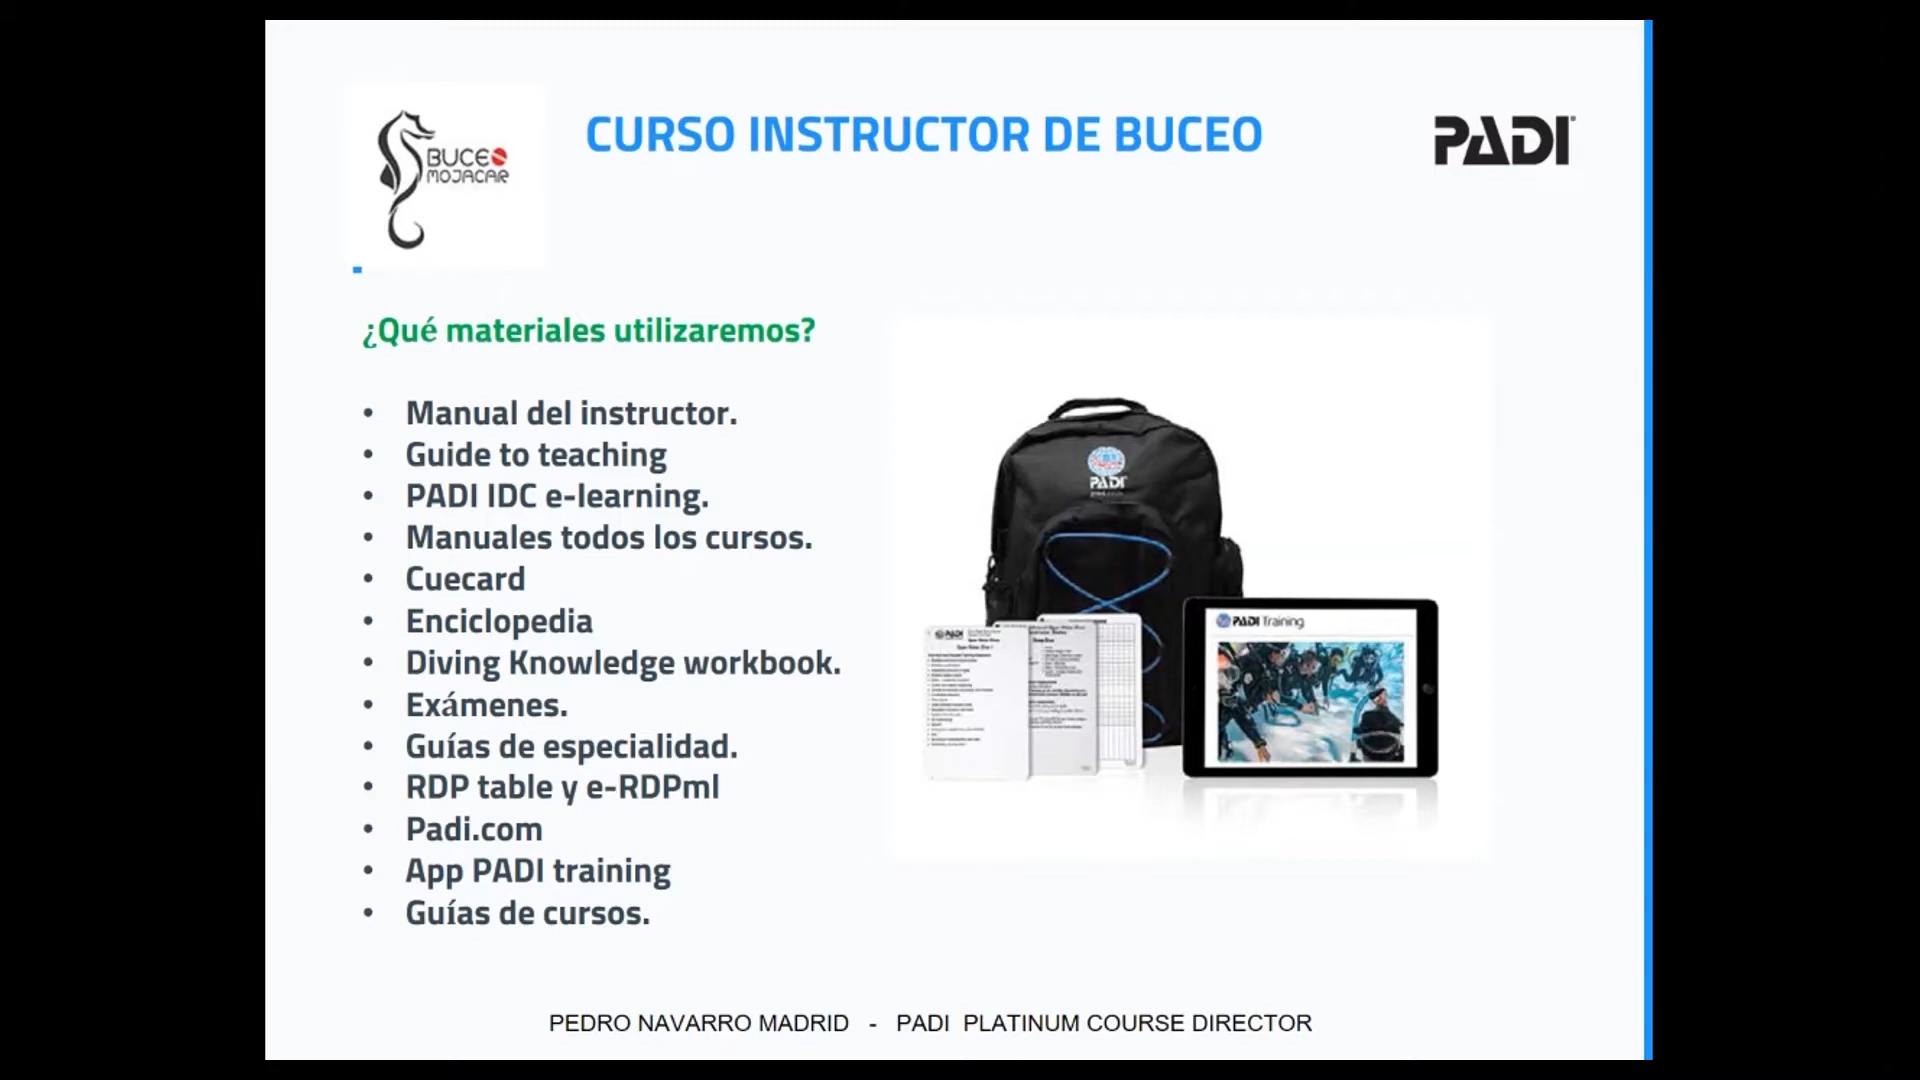 BUCEO
MOJACAR
CURSO INSTRUCTOR DE BUCEO
PADI
¿Qué materiales utilizaremos?
• Manual del instructor.
• Guide to teaching
• PADI IDC e-learning.
• Manuales todos los cursos.
• Cuecard
• Enciclopedia
• Diving Knowledge workbook.
• Exámenes.
• Guías de especialidad.
• RDP table y e-RDPml
• Padi.com
• App PADI training
• Guías de cursos.
PADI
PADI
PADI Training
PEDRO NAVARRO MADRID - PADI PLATINUM COURSE DIRECTOR